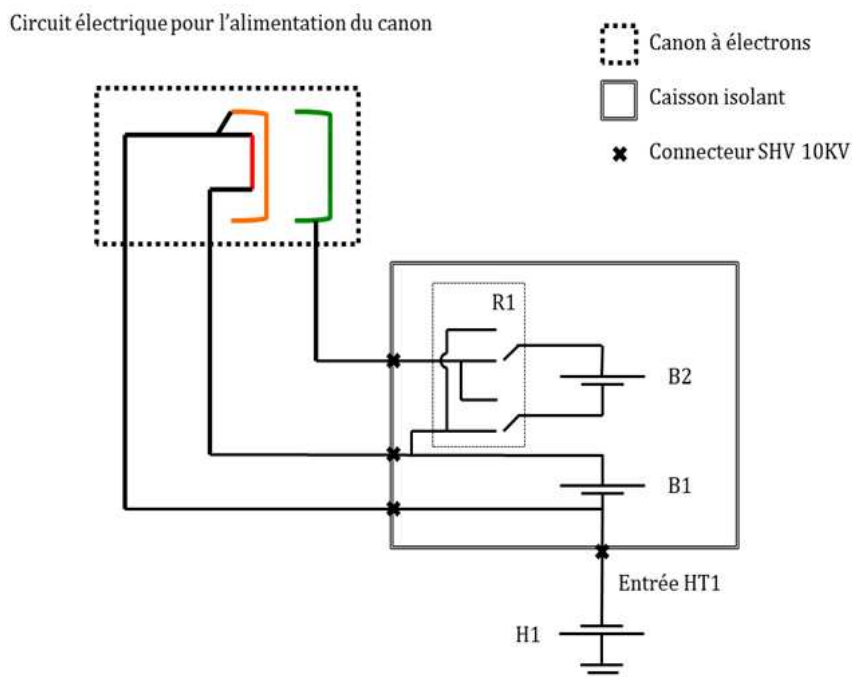 Circuit électrique pour l'alimentation du canon
Canon à électrons
Caisson isolant
Connecteur SHV 10KV
R1
B2
B1
Entrée HT1
H1